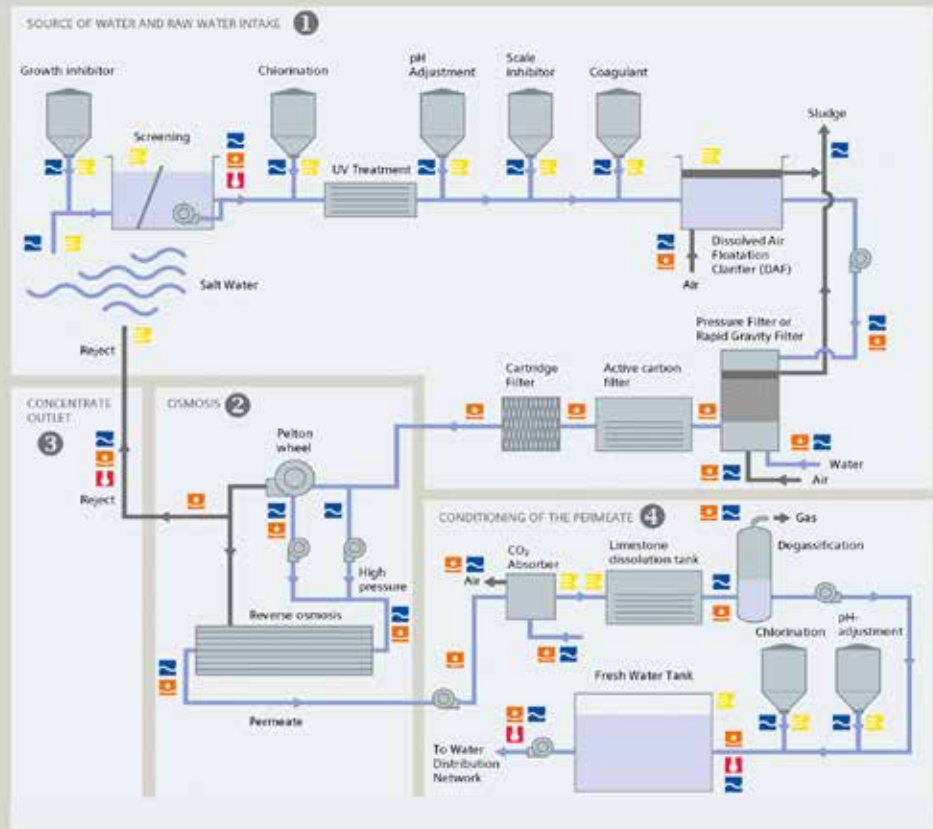 SOURCE OF WATER AND RAW WATER INTAKE 1
Growth inhibitor
Chlorination
pH
Adjustment
Scale
Inhibitor
Coagulant
Sludge
Screening
UV Treatment
Dissolved Air
Floatation
Clarifier (DAF)
Air
Salt Water
Reject
Pressure Filter or
Rapid Gravity Filter
Cartridge
Filter
Active carbon
filter
Water
Air
CONCENTRATE
OUTLET
3
Reject
OSMOSIS 2
Pelton
wheel
High
pressure
Reverse osmosis
Permeate
CONDITIONING OF THE PERMEATE 4
Gas
CO₂
Absorber
Air
Limestone
dissolution tank
Degassification
Chlorination
pH-
adjustment
Fresh Water Tank
To Water
Distribution
Network